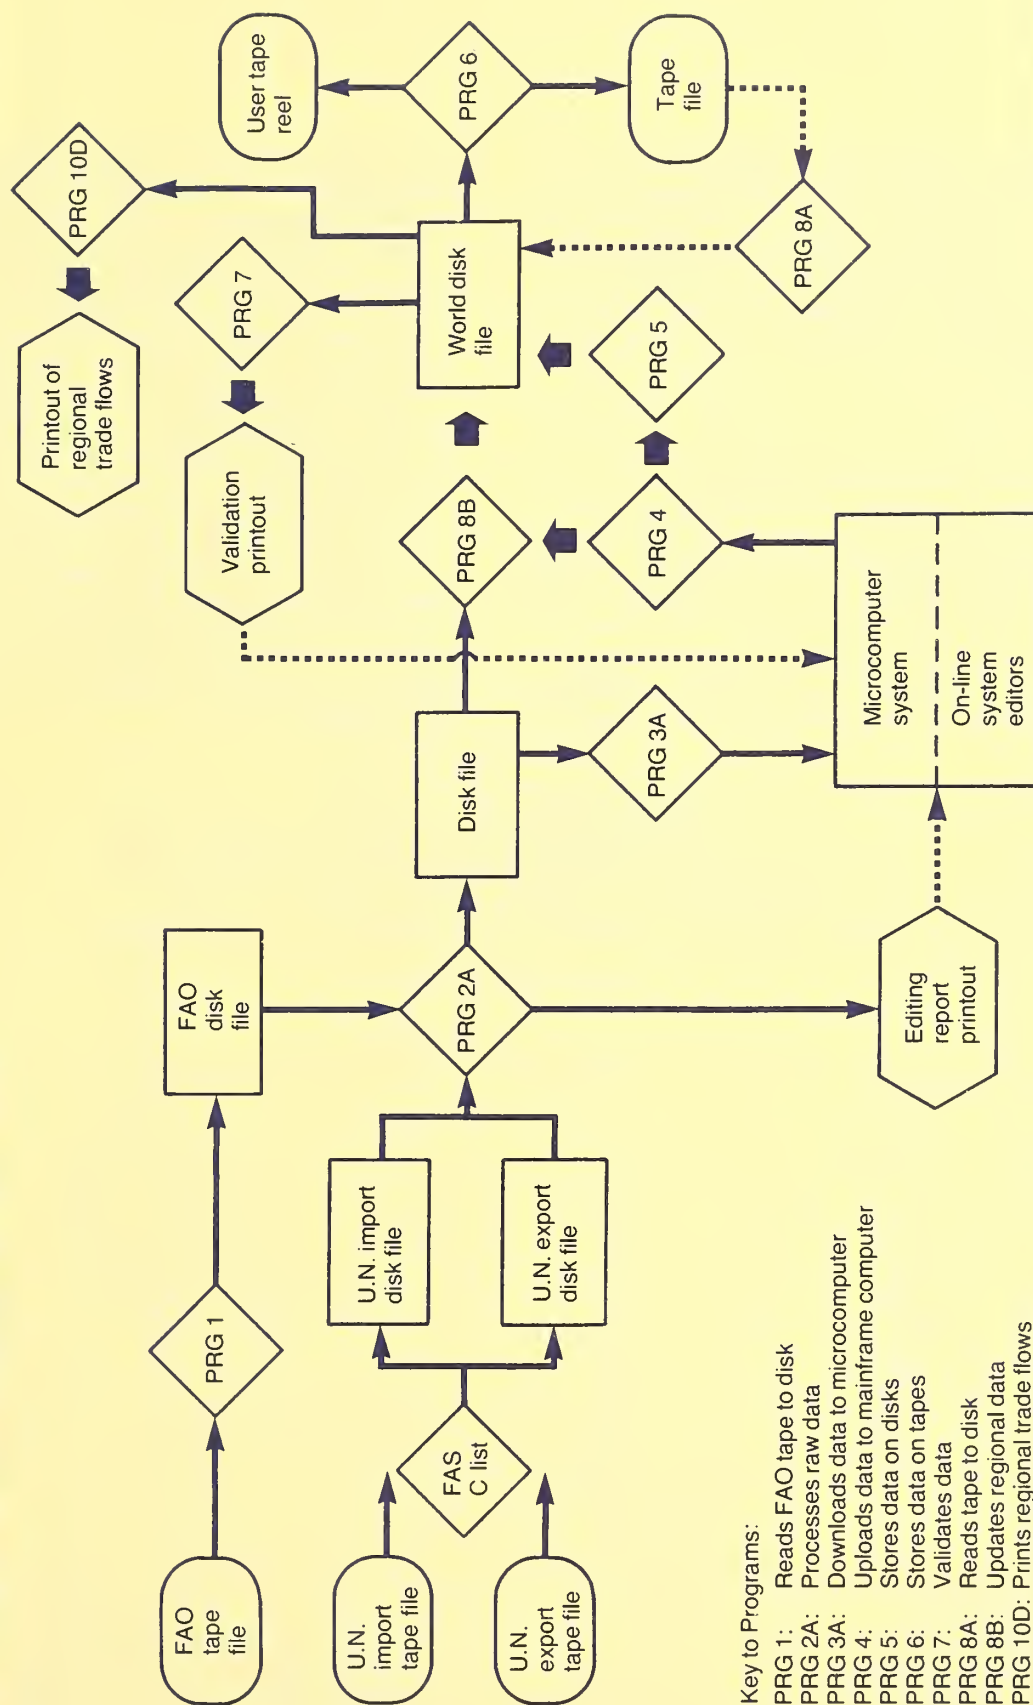 FAO
tape
file
PRG 1
FAO
disk
file
U.N.
import
tape file
U.N.
export
tape file
FAS
C list
U.N. import
disk file
U.N. export
disk file
PRG 2A
Editing
report
printout
Disk file
PRG 3A
Microcomputer
system
On-line
system
editors
PRG 4
PRG 8B
PRG 5
World disk
file
PRG 7
Validation
printout
PRG 10D
Printout of
regional
trade flows
PRG 6
User tape
reel
Tape
file
PRG 8A
Key to Programs:
PRG 1: Reads FAO tape to disk
PRG 2A: Processes raw data
PRG 3A: Downloads data to microcomputer
PRG 4: Uploads data to mainframe computer
PRG 5: Stores data on disks
PRG 6: Stores data on tapes
PRG 7: Validates data
PRG 8A: Reads tape to disk
PRG 8B: Updates regional data
PRG 10D: Prints regional trade flows